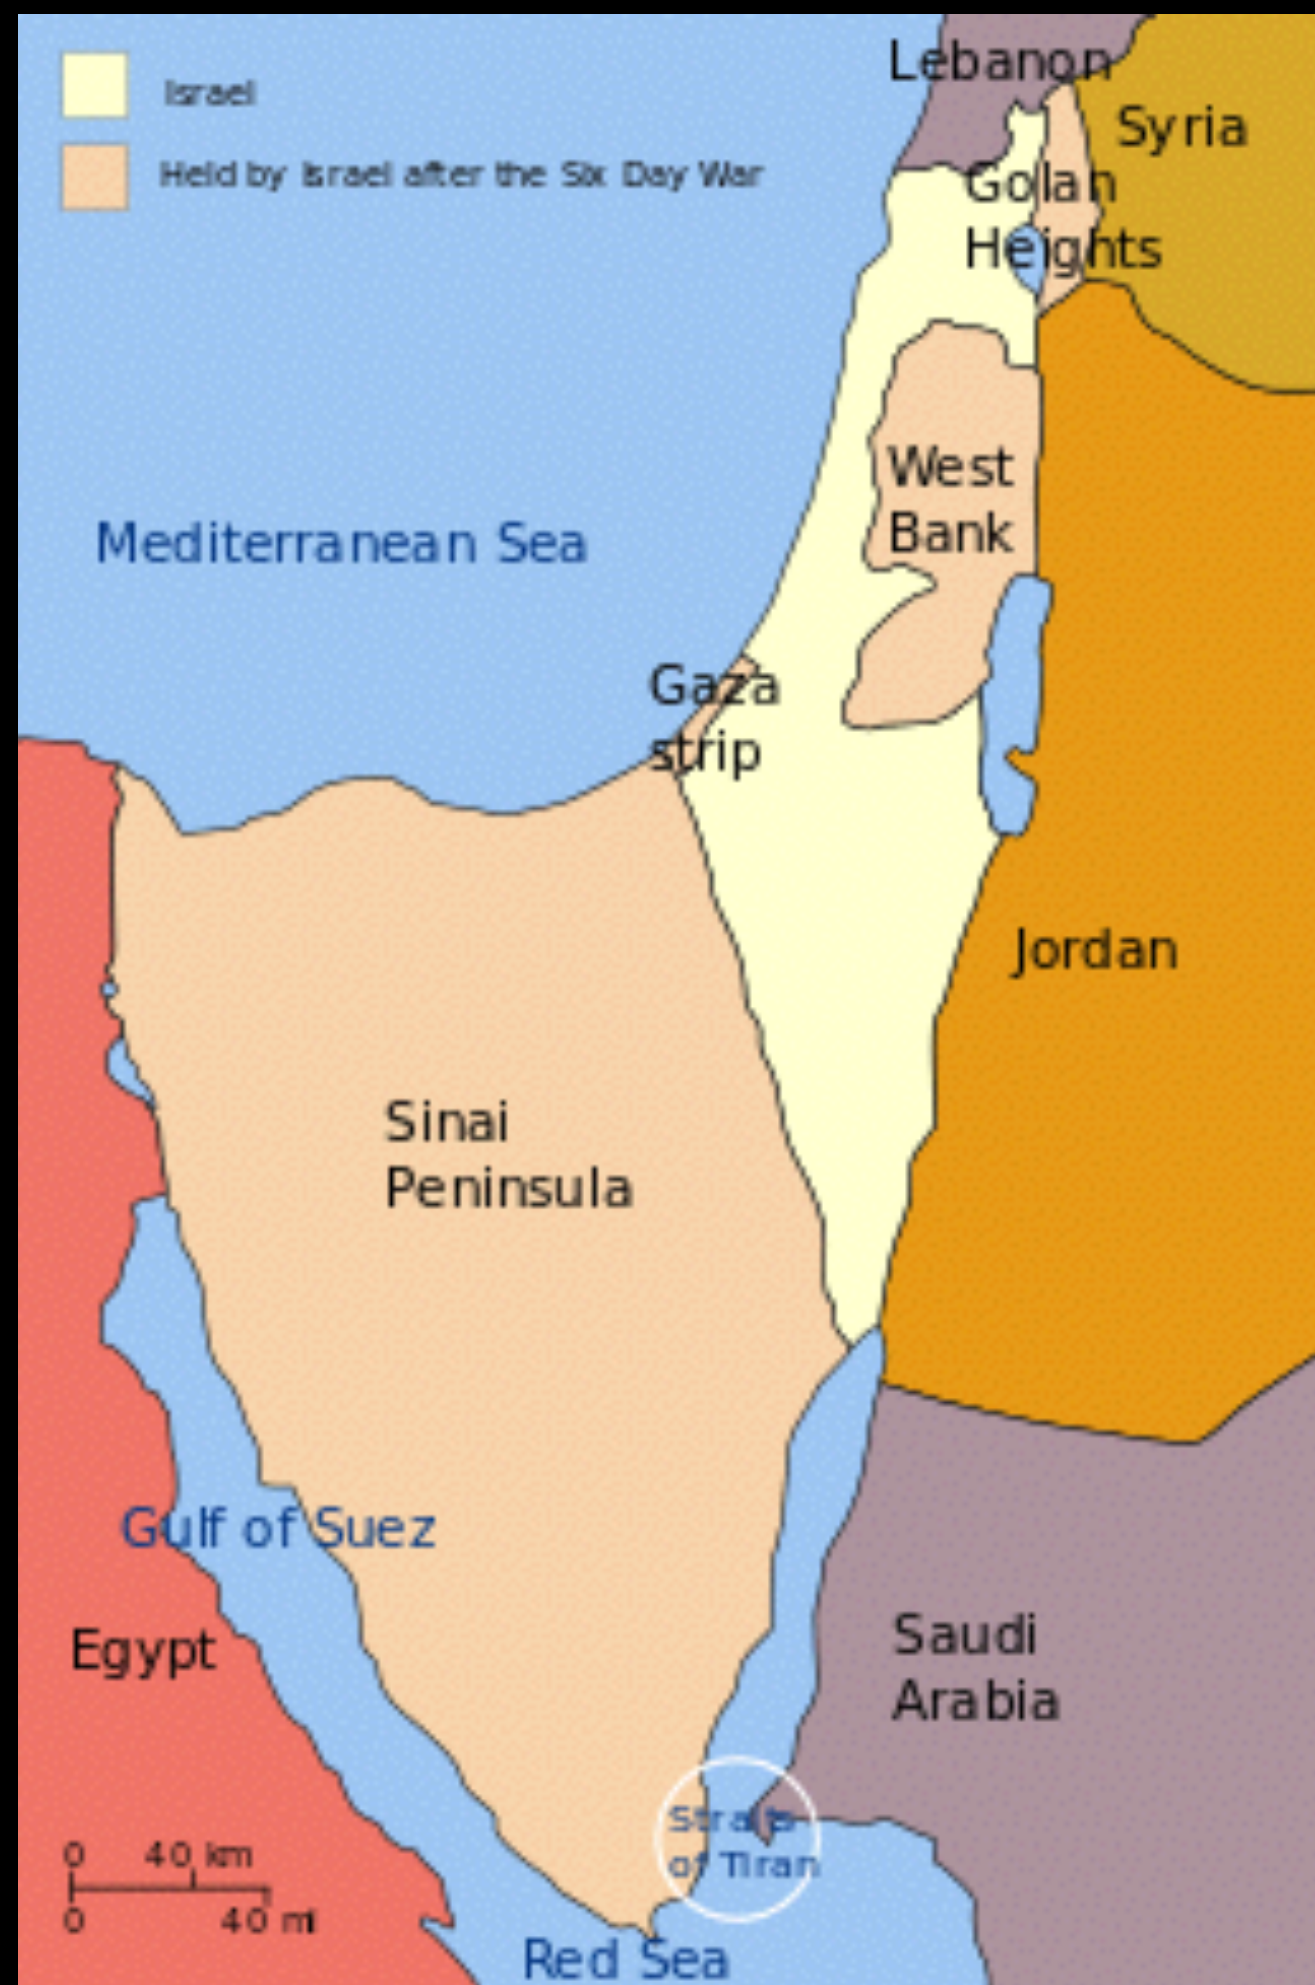 Israel
Held by Israel after the Six Day War
Lebanon
Syria
Golan
Heights
West
Bank
Mediterranean Sea
Gaza
strip
Jordan
Sinai
Peninsula
Gulf of Suez
Egypt
Saudi
Arabia
Straits
of Tiran
0 40 km
0 40 mi
Red Sea